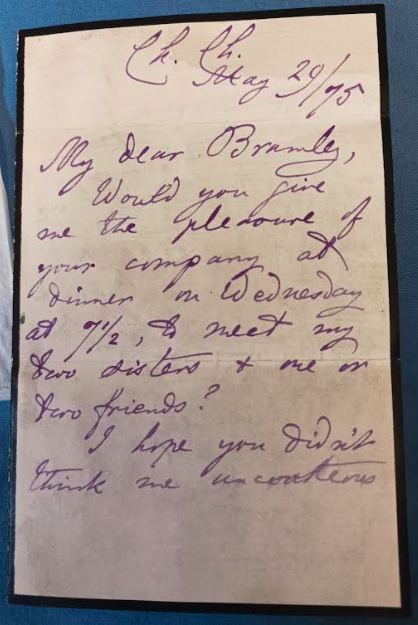 Ch. Ch.
May 29/75
My dear Bramley,
Would you give
me the pleasure of
your company at
dinner on Wednesday
at 7½, to meet my
two sisters & one or
two friends?
I hope you didn't
think me uncourteous